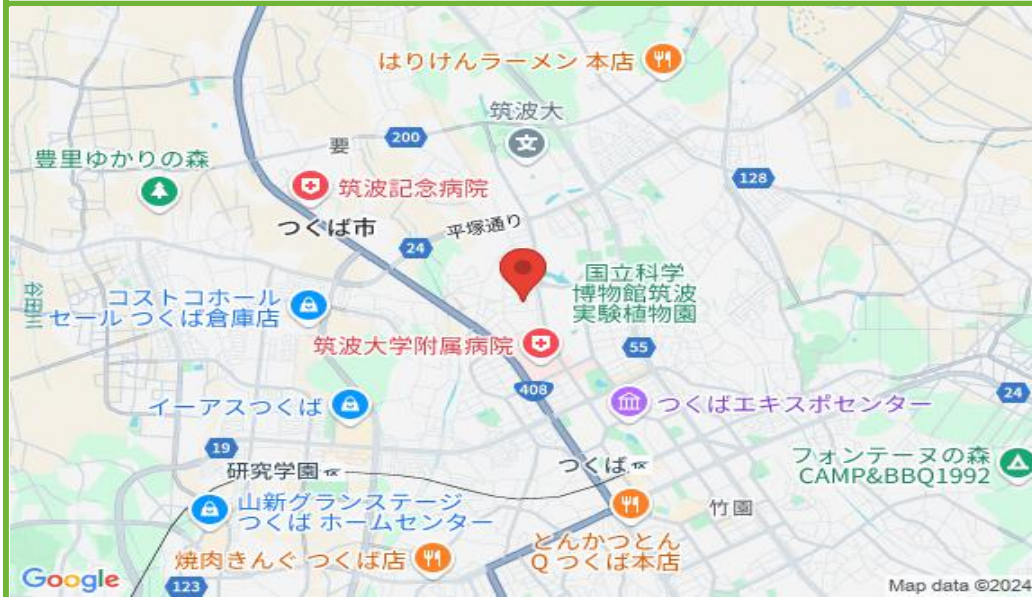 はりけんラーメン 本店
筑波大
文
200
要
豊里ゆかりの森
128
筑波記念病院
つくば市
平塚通り
24
国立科学
博物館筑波
実験植物園
谷田川
コストコホール
セール つくば倉庫店
筑波大学附属病院
55
408
24
イーアスつくば
つくばエキスポセンター
19
研究学園
つくば
フォンテーヌの森
CAMP&BBQ1992
山新グランステージ
つくば ホームセンター
竹園
とんかつとん
Q つくば本店
焼肉きんぐ つくば店
Google
123
Map data ©2024